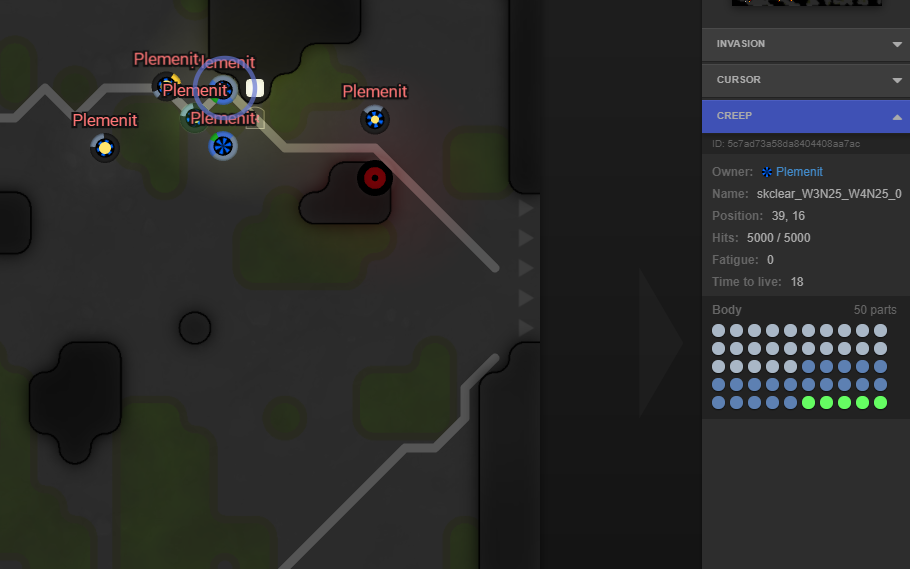 Plemenit
Plemenit
Plemenit
Plemenit
Plemenit
Plemenit
INVASION
CURSOR
CREEP
ID: 5c7ad73a58da8404408aa7ac
Owner: Plemenit
Name: skclear_W3N25_W4N25_0
Position: 39, 16
Hits: 5000 / 5000
Fatigue: 0
Time to live: 18
Body 50 parts